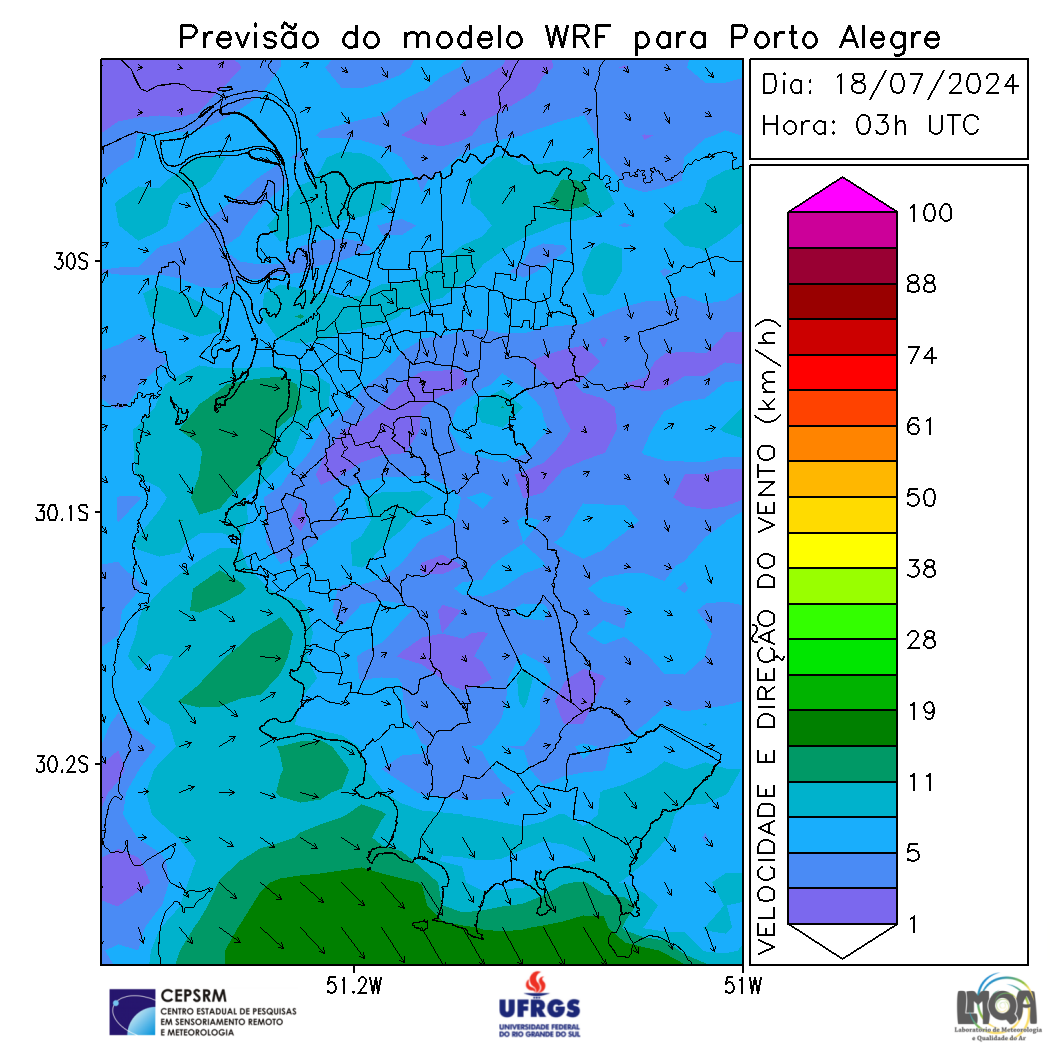 Previsão do modelo WRF para Porto Alegre
Dia: 18/07/2024
Hora: 03h UTC
30S
30.1S
30.2S
51.2W
51W
VELOCIDADE E DIREÇÃO DO VENTO (km/h)
100
88
74
61
50
38
28
19
11
5
1
CEPSRM
CENTRO ESTADUAL DE PESQUISAS
EM SENSORIAMENTO REMOTO
E METEOROLOGIA
UFRGS
UNIVERSIDADE FEDERAL
DO RIO GRANDE DO SUL
LMQA
Laboratório de Meteorologia
e Qualidade do Ar